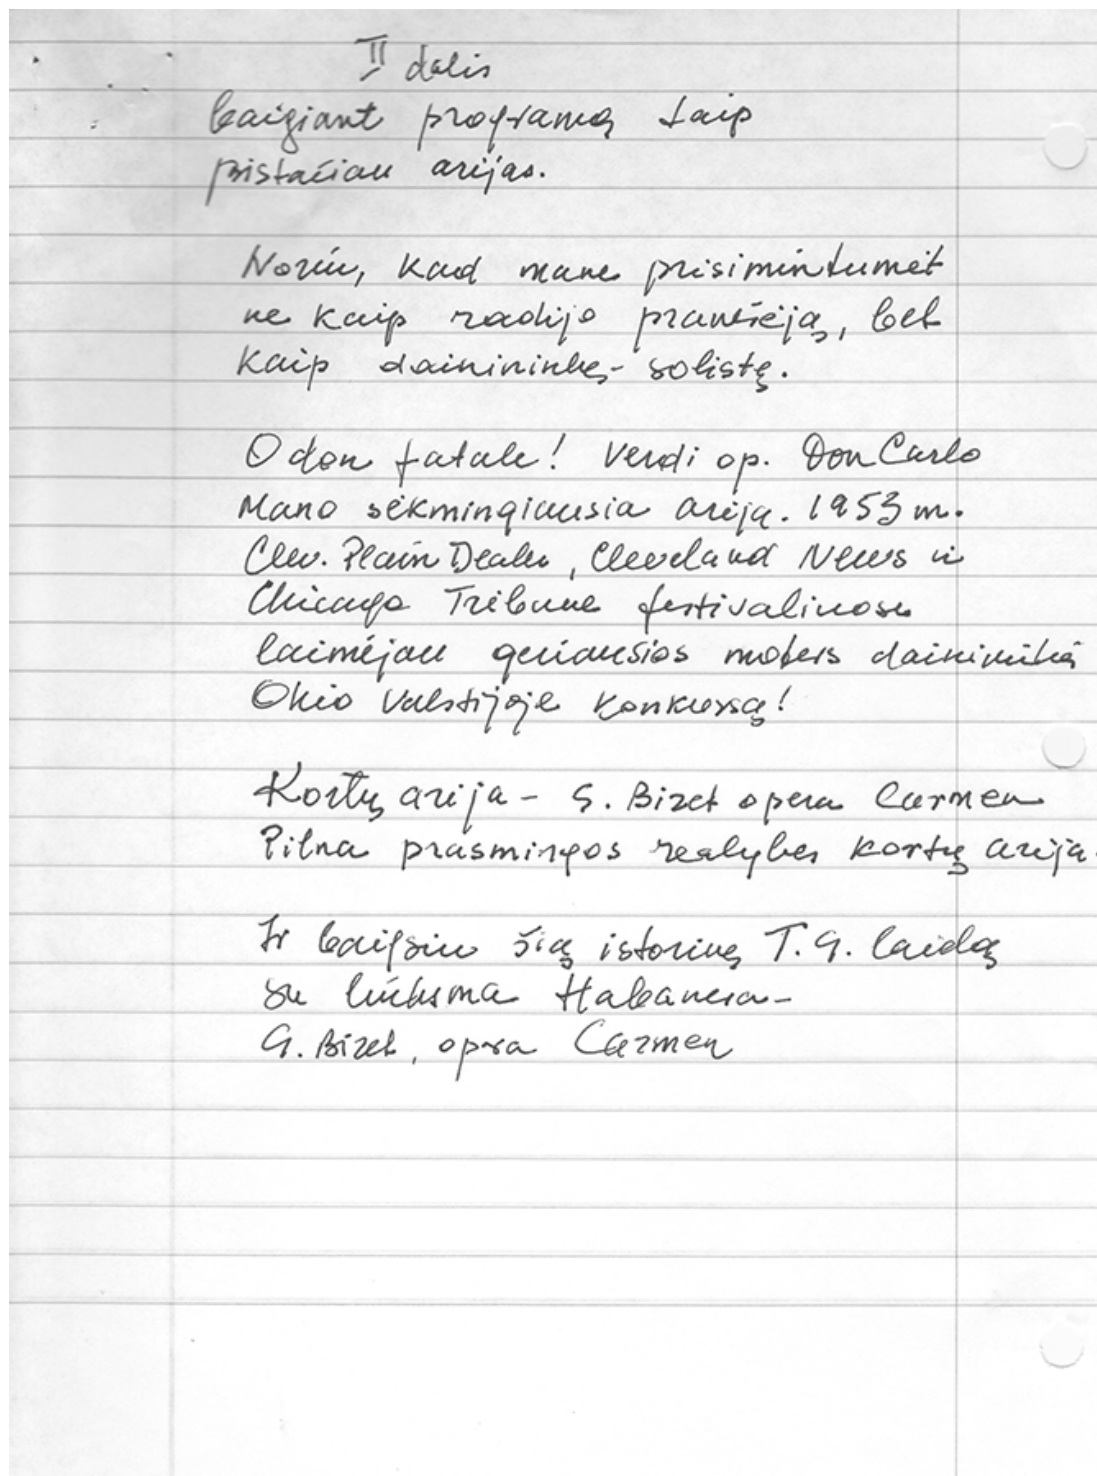 II dalis
baigiant programą taip
pristačiau arijas.
Noriu, kad mane prisimintumėt
ne kaip radijo pranešėją, bet
kaip dainininkę - solistę.
O don fatale! Verdi op. Don Carlo
Mano sėkmingiausia arija. 1953 m.
Clev. Plain Dealer, Cleveland News ir
Chicago Tribune festivaliuose
laimėjau geriausios moters dainininkės
Ohio Valstijoje konkursą!
Kortų arija - G. Bizet opera Carmen
Pilna prasmingos realybės kortų arija.
Ir baigsiu šią istorinę T. G. laidą
su linksma Habanera -
G. Bizet, opra Carmen